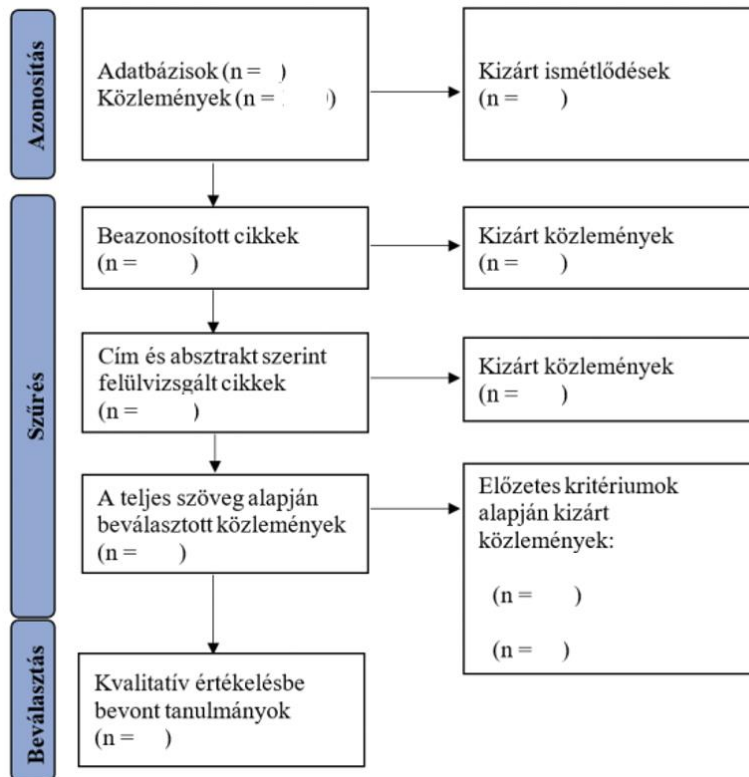 Azonosítás
Adatbázisok (n = )
Közlemények (n = )
Kizárt ismétlődések
(n = )
Szűrés
Beazonosított cikkek
(n = )
Kizárt közlemények
(n = )
Cím és absztrakt szerint
felülvizsgált cikkek
(n = )
Kizárt közlemények
(n = )
A teljes szöveg alapján
beválasztott közlemények
(n = )
Előzetes kritériumok
alapján kizárt
közlemények:
(n = )
(n = )
Beválasztás
Kvalitatív értékelésbe
bevont tanulmányok
(n = )